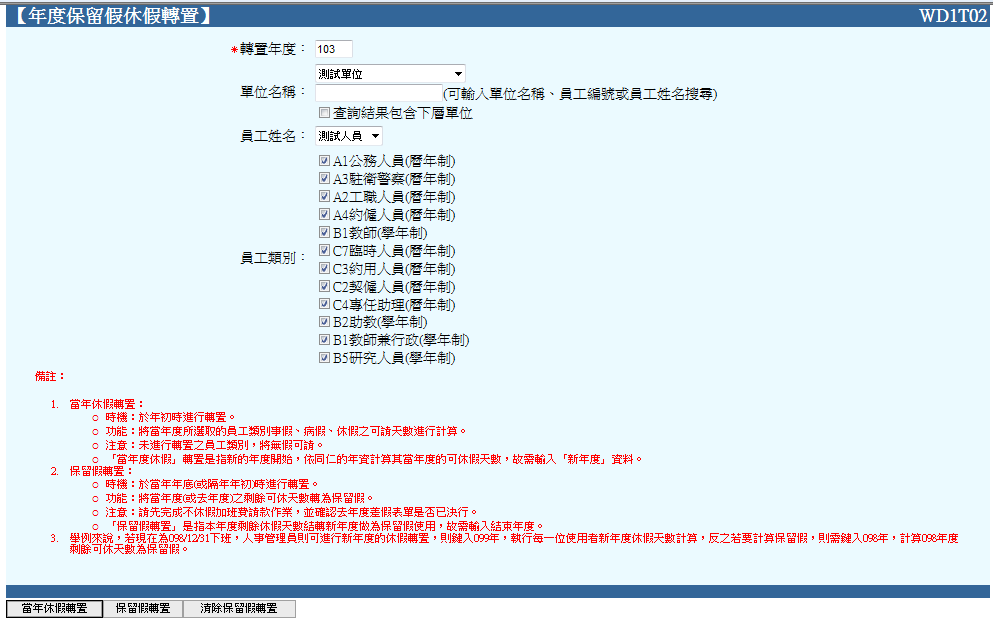 【年度保留假休假轉置】 WD1T02
*轉置年度： 103
測試單位
單位名稱： (可輸入單位名稱、員工編號或員工姓名搜尋)
查詢結果包含下層單位
員工姓名： 測試人員
A1公務人員(曆年制)
A3駐衛警察(曆年制)
A2工職人員(曆年制)
A4約僱人員(曆年制)
B1教師(學年制)
員工類別： C7臨時人員(曆年制)
C3約用人員(曆年制)
C2契僱人員(曆年制)
C4專任助理(曆年制)
B2助教(學年制)
B1教師兼行政(學年制)
B5研究人員(學年制)
備註：
1. 當年休假轉置：
○ 時機：於年初時進行轉置。
○ 功能：將當年度所選取的員工類別事假、病假、休假之可請天數進行計算。
○ 注意：未進行轉置之員工類別，將無假可請。
○ 「當年度休假」轉置是指新的年度開始，依同仁的年資計算其當年度的可休假天數，故需輸入「新年度」資料。
2. 保留假轉置：
○ 時機：於當年年底(或隔年年初)時進行轉置。
○ 功能：將當年度(或去年度)之剩餘可休天數轉為保留假。
○ 注意：請先完成不休假加班費請款作業，並確認去年度差假表單是否已決行。
○ 「保留假轉置」是指本年度剩餘休假天數結轉新年度做為保留假使用，故需輸入結束年度。
3. 舉例來說，若現在為098/12/31下班，人事管理員則可進行新年度的休假轉置，則鍵入099年，執行每一位使用者新年度休假天數計算，反之若要計算保留假，則需鍵入098年，計算098年度
剩餘可休天數為保留假。
當年休假轉置 保留假轉置 清除保留假轉置